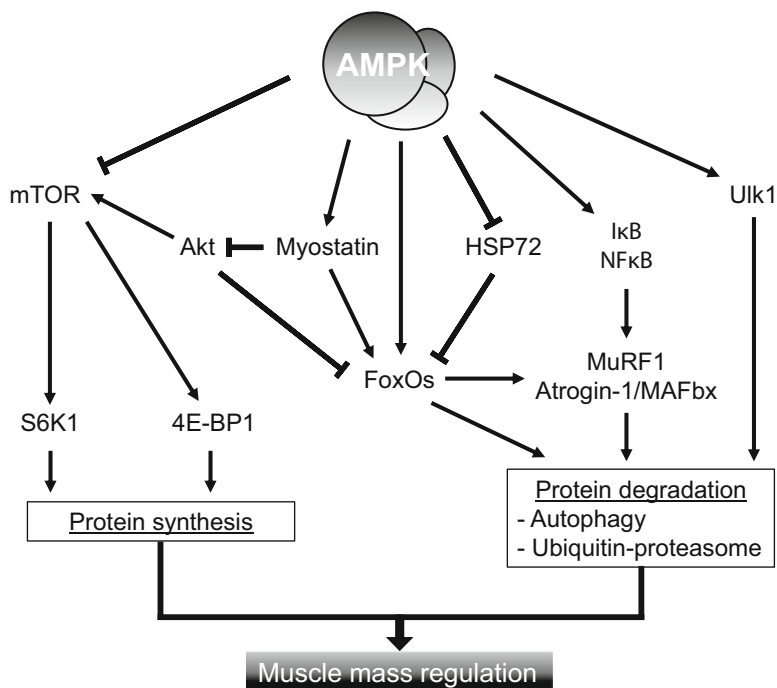 AMPK
mTOR
Ulk1
Akt
Myostatin
HSP72
IκB
NFκB
MuRF1
Atrogin-1/MAFbx
FoxOs
S6K1
4E-BP1
Protein synthesis
Protein degradation
- Autophagy
- Ubiquitin-proteasome
Muscle mass regulation